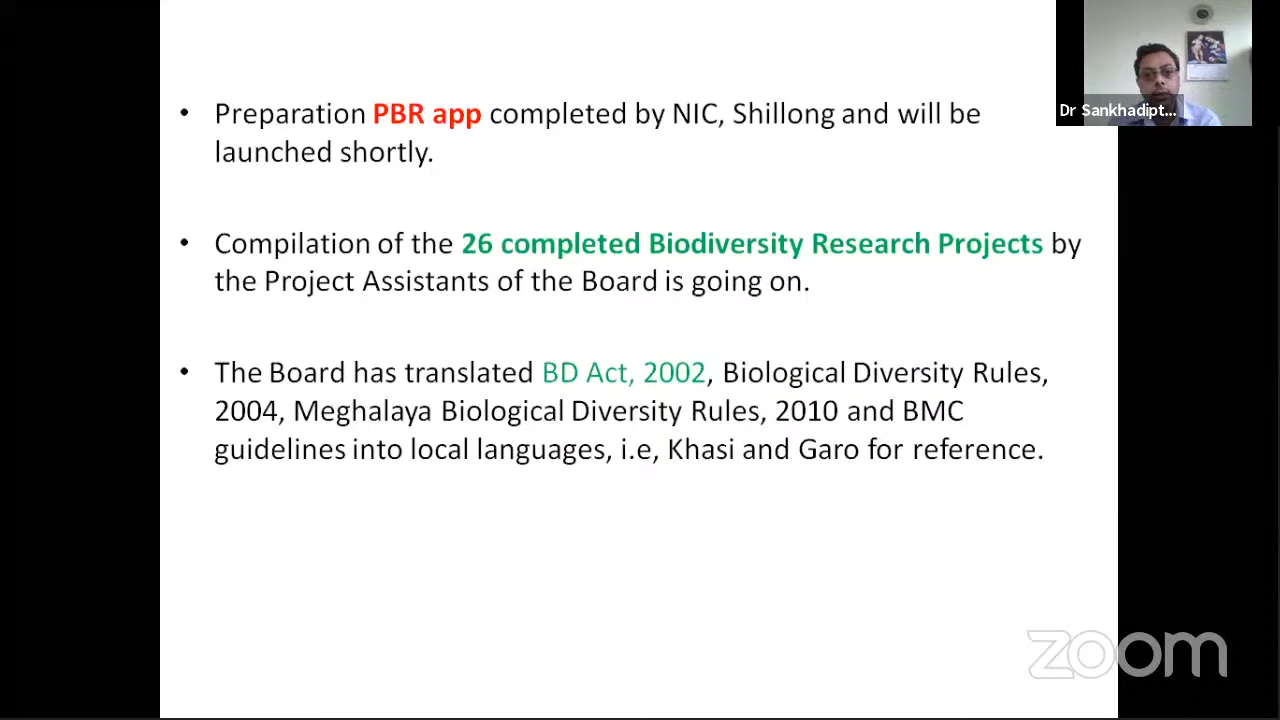 • Preparation PBR app completed by NIC, Shillong and will be
launched shortly.
• Compilation of the 26 completed Biodiversity Research Projects by
the Project Assistants of the Board is going on.
• The Board has translated BD Act, 2002, Biological Diversity Rules,
2004, Meghalaya Biological Diversity Rules, 2010 and BMC
guidelines into local languages, i.e, Khasi and Garo for reference.
Dr Sankhadipt...
zoom